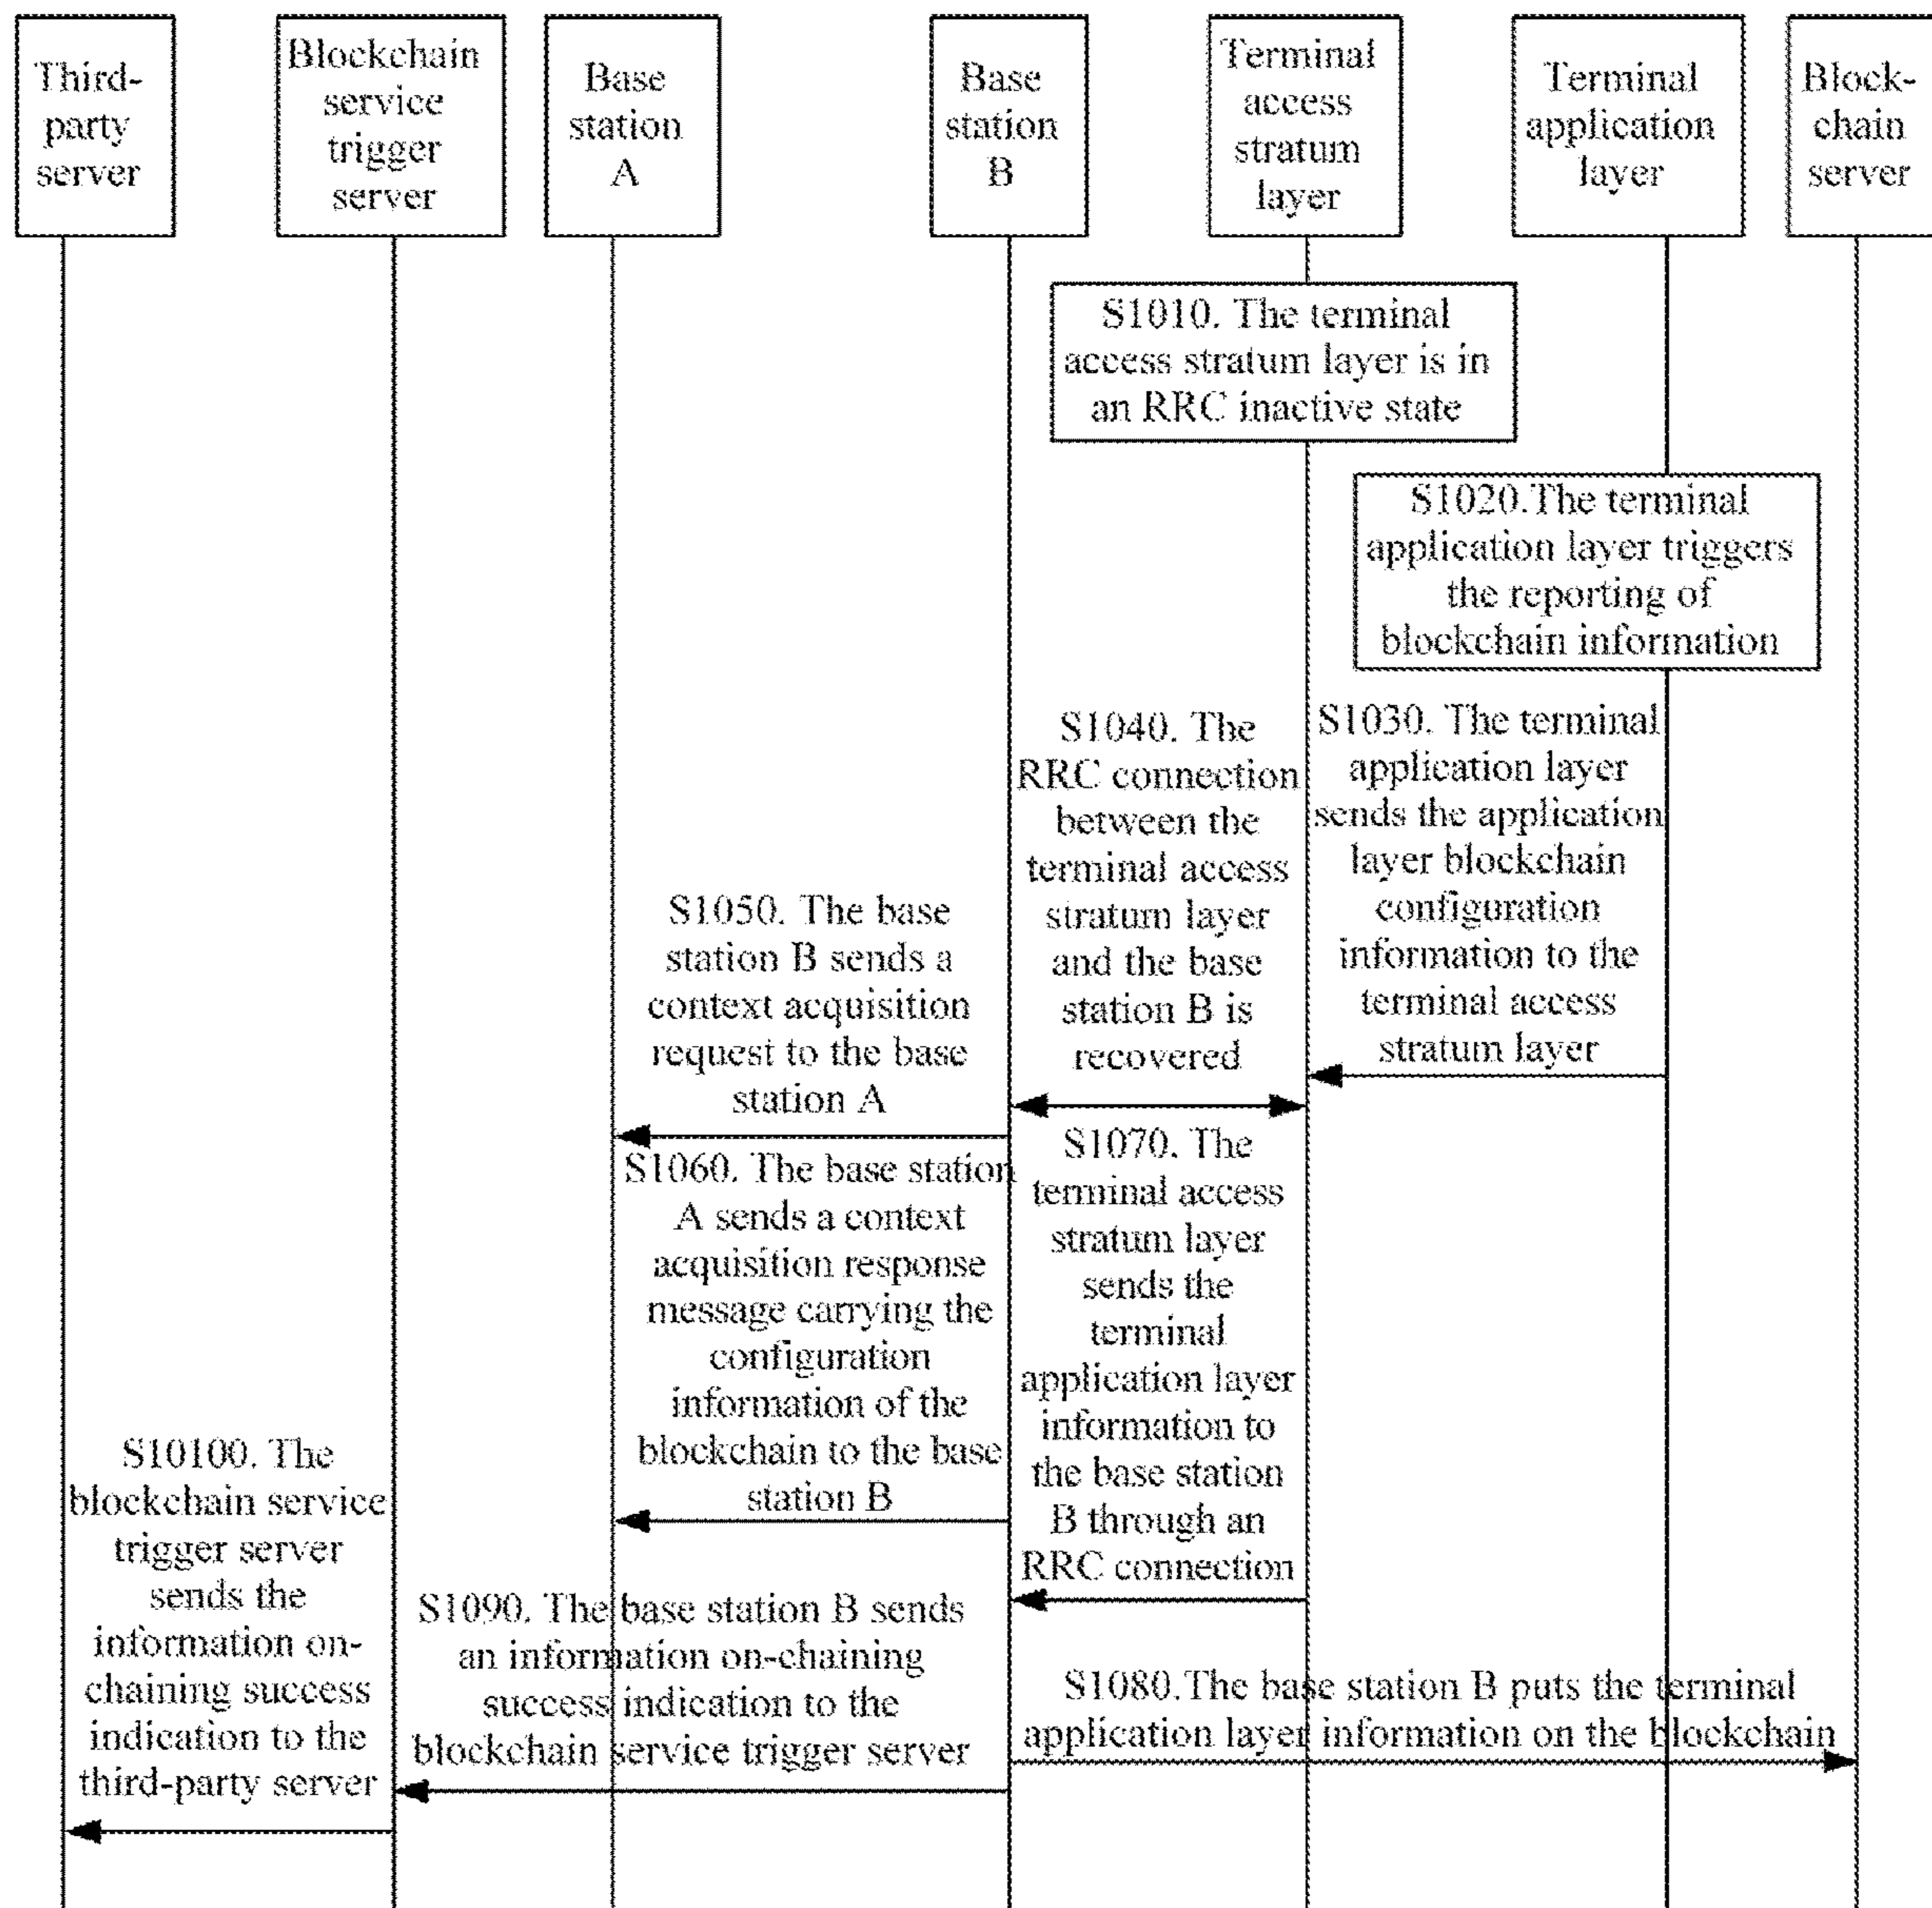 Third-
party
server
Blockchain
service
trigger
server
Base
station
A
Base
station
B
Terminal
access
stratum
layer
Terminal
application
layer
Block-
chain
server
S1010. The terminal
access stratum layer is in
an RRC inactive state
S1020.The terminal
application layer triggers
the reporting of
blockchain information
S1030. The terminal
application layer
sends the application
layer blockchain
configuration
information to the
terminal access
stratum layer
S1040. The
RRC connection
between the
terminal access
stratum layer
and the base
station B is
recovered
S1050. The base
station B sends a
context acquisition
request to the base
station A
S1060. The base station
A sends a context
acquisition response
message carrying the
configuration
information of the
blockchain to the base
station B
S1070. The
terminal access
stratum layer
sends the
terminal
application layer
information to
the base station
B through an
RRC connection
S1080.The base station B puts the terminal
application layer information on the blockchain
S1090. The base station B sends
an information on-chaining
success indication to the
blockchain service trigger server
S10100. The
blockchain service
trigger server
sends the
information on-
chaining success
indication to the
third-party server